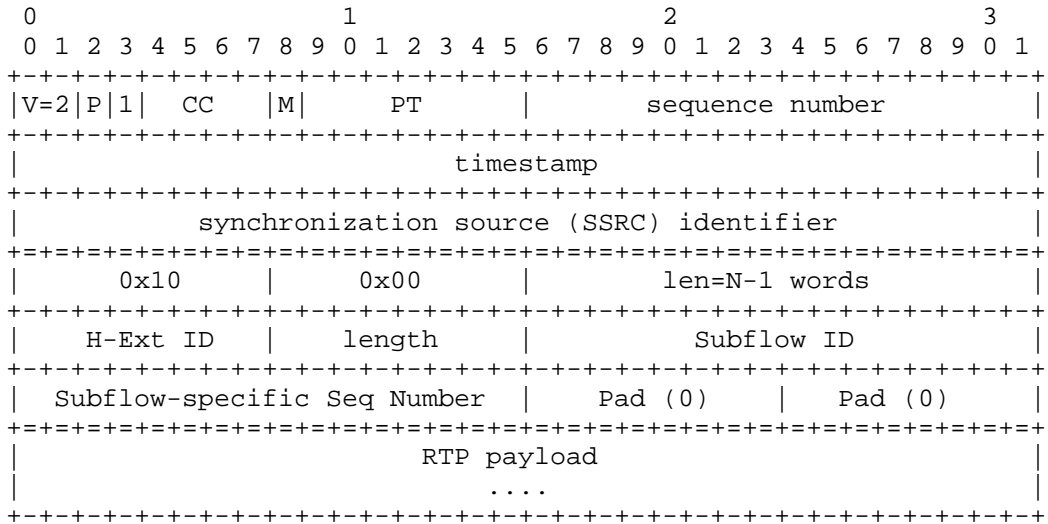 0                   1                   2                   3
 0 1 2 3 4 5 6 7 8 9 0 1 2 3 4 5 6 7 8 9 0 1 2 3 4 5 6 7 8 9 0 1
+-+-+-+-+-+-+-+-+-+-+-+-+-+-+-+-+-+-+-+-+-+-+-+-+-+-+-+-+-+-+-+-+
|V=2|P|1|  CC   |M|     PT      |       sequence number         |
+-+-+-+-+-+-+-+-+-+-+-+-+-+-+-+-+-+-+-+-+-+-+-+-+-+-+-+-+-+-+-+-+
|                           timestamp                           |
+-+-+-+-+-+-+-+-+-+-+-+-+-+-+-+-+-+-+-+-+-+-+-+-+-+-+-+-+-+-+-+-+
|           synchronization source (SSRC) identifier            |
+=+=+=+=+=+=+=+=+=+=+=+=+=+=+=+=+=+=+=+=+=+=+=+=+=+=+=+=+=+=+=+=+
|      0x10     |     0x00      |        len=N-1 words          |
+-+-+-+-+-+-+-+-+-+-+-+-+-+-+-+-+-+-+-+-+-+-+-+-+-+-+-+-+-+-+-+-+
|   H-Ext ID    |    length     |          Subflow ID           |
+-+-+-+-+-+-+-+-+-+-+-+-+-+-+-+-+-+-+-+-+-+-+-+-+-+-+-+-+-+-+-+-+
|  Subflow-specific Seq Number  |    Pad (0)    |   Pad (0)     |
+=+=+=+=+=+=+=+=+=+=+=+=+=+=+=+=+=+=+=+=+=+=+=+=+=+=+=+=+=+=+=+=+
|                         RTP payload                           |
|                             ....                              |
+-+-+-+-+-+-+-+-+-+-+-+-+-+-+-+-+-+-+-+-+-+-+-+-+-+-+-+-+-+-+-+-+